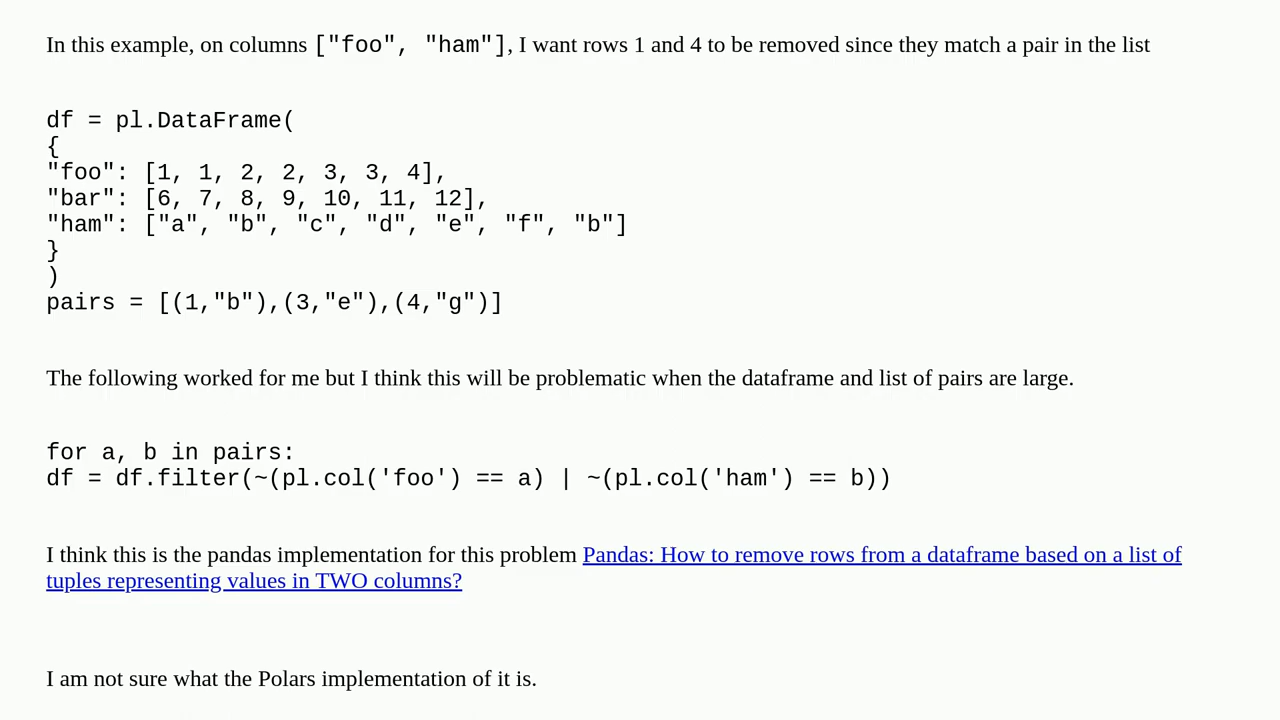 In this example, on columns ["foo", "ham"], I want rows 1 and 4 to be removed since they match a pair in the list
df = pl.DataFrame(
{
"foo": [1, 1, 2, 2, 3, 3, 4],
"bar": [6, 7, 8, 9, 10, 11, 12],
"ham": ["a", "b", "c", "d", "e", "f", "b"]
}
)
pairs = [(1,"b"),(3,"e"),(4,"g")]
The following worked for me but I think this will be problematic when the dataframe and list of pairs are large.
for a, b in pairs:
df = df.filter(~(pl.col('foo') == a) | ~(pl.col('ham') == b))
I think this is the pandas implementation for this problem Pandas: How to remove rows from a dataframe based on a list of
tuples representing values in TWO columns?
I am not sure what the Polars implementation of it is.